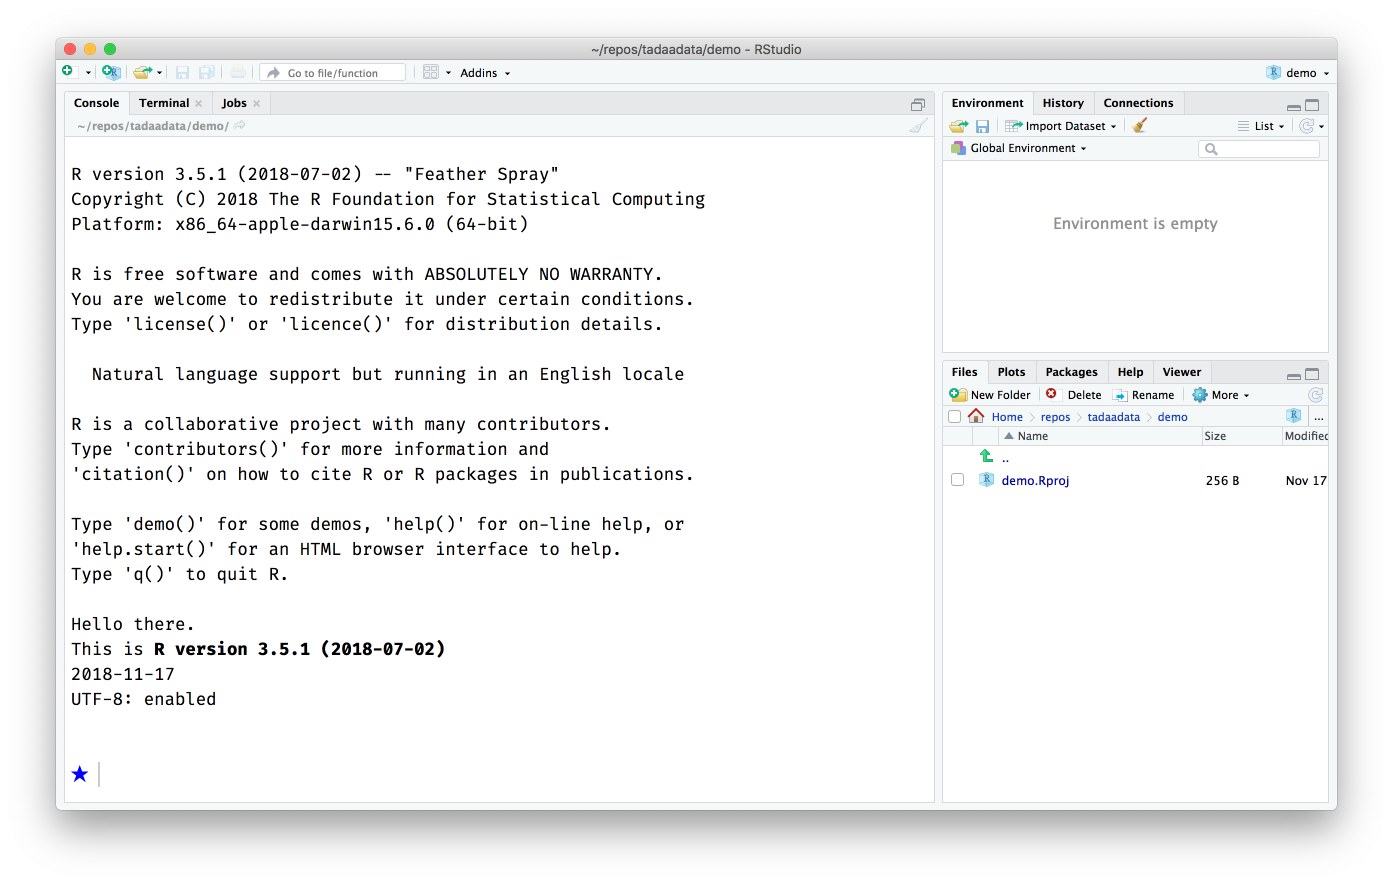 ~/repos/tadaadata/demo - RStudio
Go to file/function
Addins
demo
Console Terminal Jobs
~/repos/tadaadata/demo/
R version 3.5.1 (2018-07-02) -- "Feather Spray"
Copyright (C) 2018 The R Foundation for Statistical Computing
Platform: x86_64-apple-darwin15.6.0 (64-bit)
R is free software and comes with ABSOLUTELY NO WARRANTY.
You are welcome to redistribute it under certain conditions.
Type 'license()' or 'licence()' for distribution details.
Natural language support but running in an English locale
R is a collaborative project with many contributors.
Type 'contributors()' for more information and
'citation()' on how to cite R or R packages in publications.
Type 'demo()' for some demos, 'help()' for on-line help, or
'help.start()' for an HTML browser interface to help.
Type 'q()' to quit R.
Hello there.
This is R version 3.5.1 (2018-07-02)
2018-11-17
UTF-8: enabled
Environment History Connections
Import Dataset List
Global Environment
Environment is empty
Files Plots Packages Help Viewer
New Folder Delete Rename More
Home repos tadaadata demo ...
Name Size Modified
..
demo.Rproj 256 B Nov 17